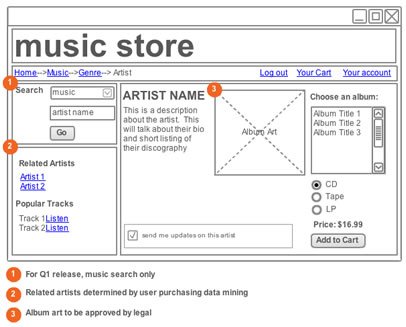 music store
Home-->Music-->Genre--> Artist
Log out Your Cart Your account
1
Search
music
artist name
Go
2
Related Artists
Artist 1
Artist 2
Popular Tracks
Track 1Listen
Track 2Listen
ARTIST NAME
This is a description
about the artist. This
will talk about their bio
and short listing of
their discography
3
Album Art
send me updates on this artist
Choose an album:
Album Title 1
Album Title 2
Album Title 3
CD
Tape
LP
Price: $16.99
Add to Cart
1 For Q1 release, music search only
2 Related artists determined by user purchasing data mining
3 Album art to be approved by legal